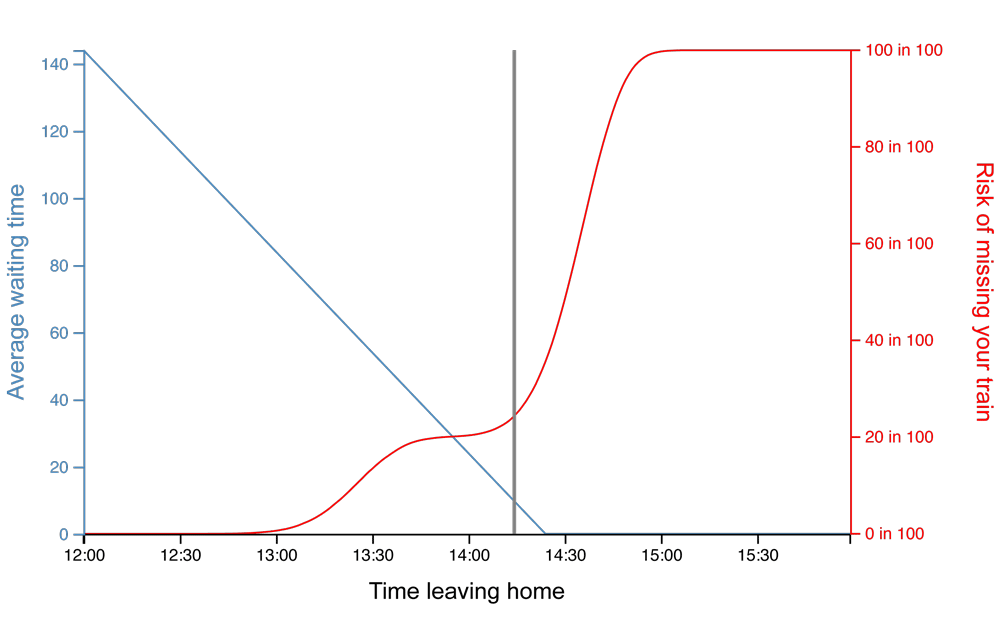 140
120
100
80
60
40
20
0
Average waiting time
100 in 100
80 in 100
60 in 100
40 in 100
20 in 100
0 in 100
Risk of missing your train
12:00
12:30
13:00
13:30
14:00
14:30
15:00
15:30
Time leaving home